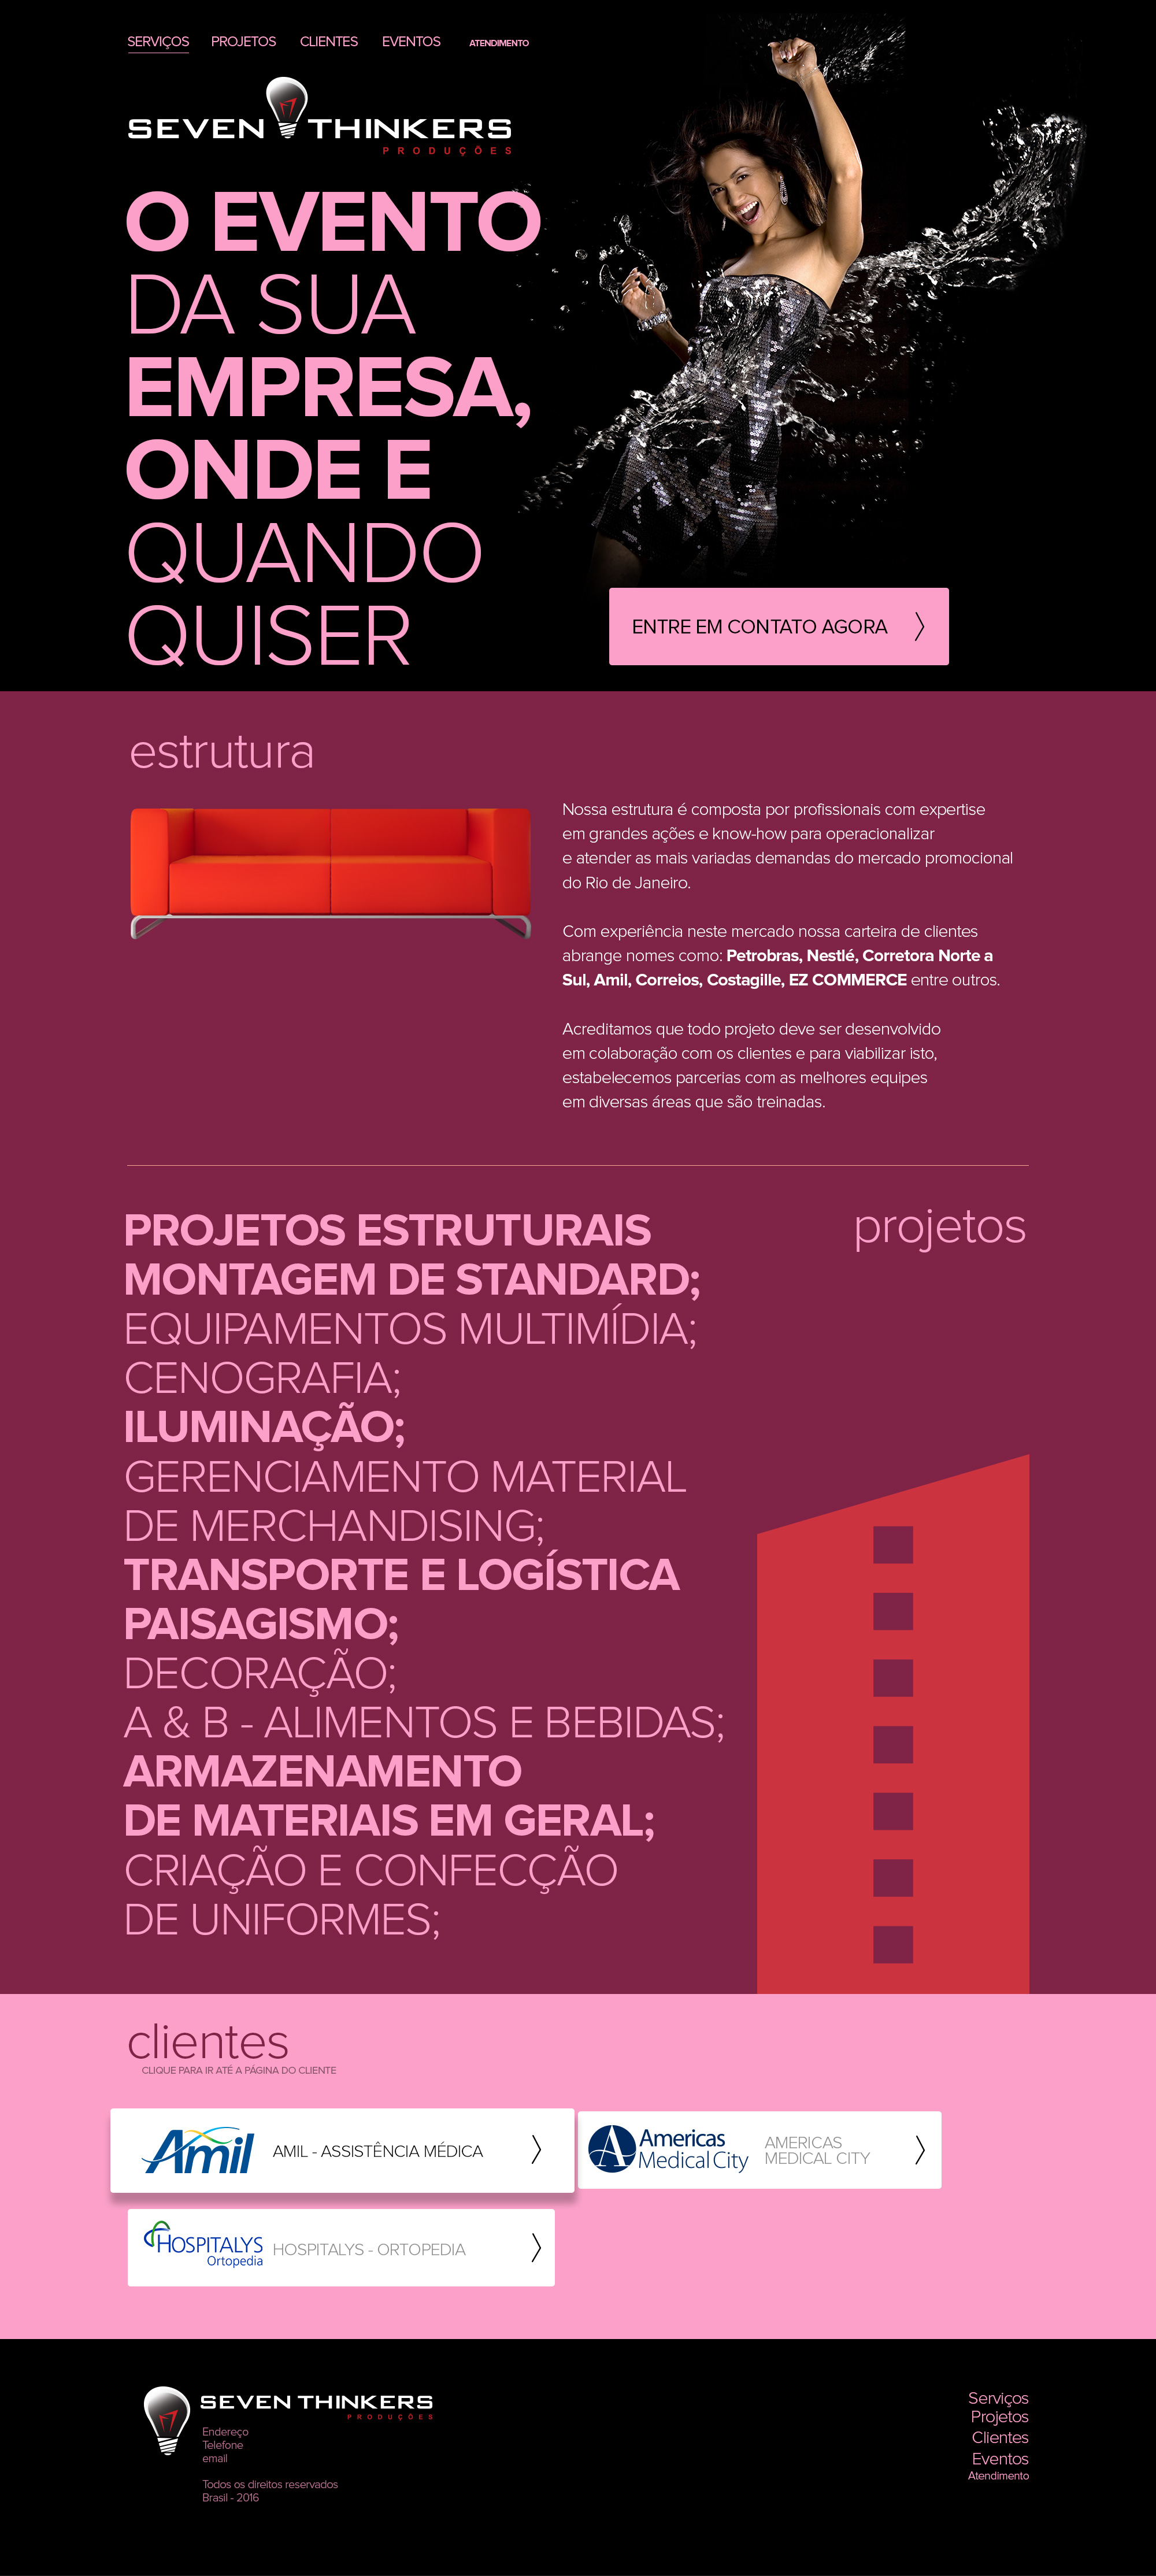 SERVIÇOS PROJETOS CLIENTES EVENTOS ATENDIMENTO
SEVEN THINKERS
PRODUÇÕES
O EVENTO
DA SUA
EMPRESA,
ONDE E
QUANDO
QUISER
ENTRE EM CONTATO AGORA
estrutura
Nossa estrutura é composta por profissionais com expertise
em grandes ações e know-how para operacionalizar
e atender as mais variadas demandas do mercado promocional
do Rio de Janeiro.
Com experiência neste mercado nossa carteira de clientes
abrange nomes como: Petrobras, Nestlé, Corretora Norte a
Sul, Amil, Correios, Costagille, EZ COMMERCE entre outros.
Acreditamos que todo projeto deve ser desenvolvido
em colaboração com os clientes e para viabilizar isto,
estabelecemos parcerias com as melhores equipes
em diversas áreas que são treinadas.
projetos
PROJETOS ESTRUTURAIS
MONTAGEM DE STANDARD;
EQUIPAMENTOS MULTIMÍDIA;
CENOGRAFIA;
ILUMINAÇÃO;
GERENCIAMENTO MATERIAL
DE MERCHANDISING;
TRANSPORTE E LOGÍSTICA
PAISAGISMO;
DECORAÇÃO;
A & B - ALIMENTOS E BEBIDAS;
ARMAZENAMENTO
DE MATERIAIS EM GERAL;
CRIAÇÃO E CONFECÇÃO
DE UNIFORMES;
clientes
CLIQUE PARA IR ATÉ A PÁGINA DO CLIENTE
Amil
AMIL - ASSISTÊNCIA MÉDICA
Americas
Medical City
AMERICAS
MEDICAL CITY
HOSPITALYS
Ortopedia
HOSPITALYS - ORTOPEDIA
SEVEN THINKERS
PRODUÇÕES
Endereço
Telefone
email
Todos os direitos reservados
Brasil - 2016
Serviços
Projetos
Clientes
Eventos
Atendimento